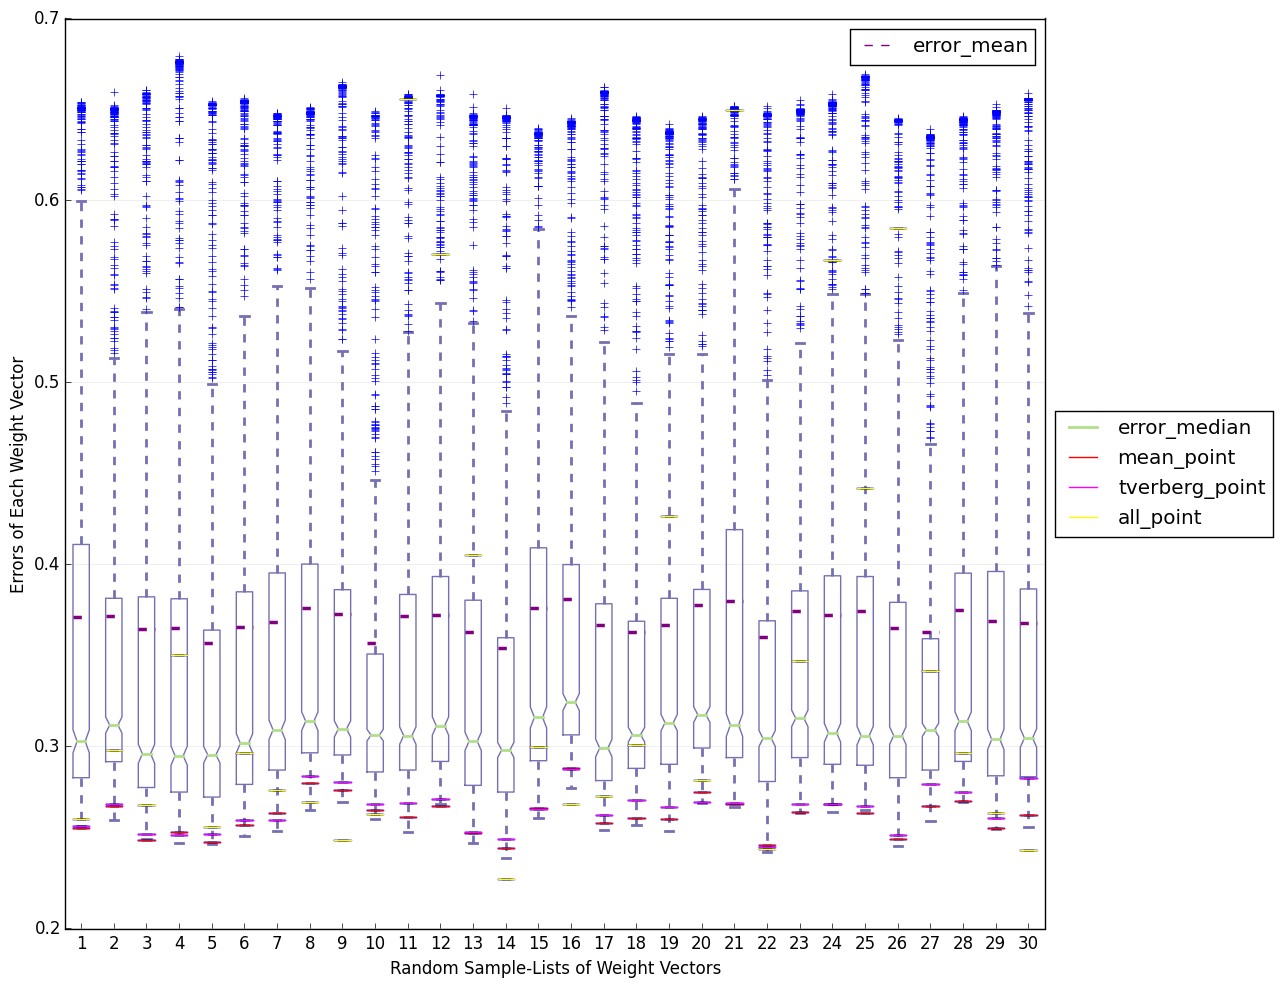 0.7
0.6
0.5
0.4
0.3
0.2
Errors of Each Weight Vector
error_mean
error_median
mean_point
tverberg_point
all_point
1 2 3 4 5 6 7 8 9 10 11 12 13 14 15 16 17 18 19 20 21 22 23 24 25 26 27 28 29 30
Random Sample-Lists of Weight Vectors